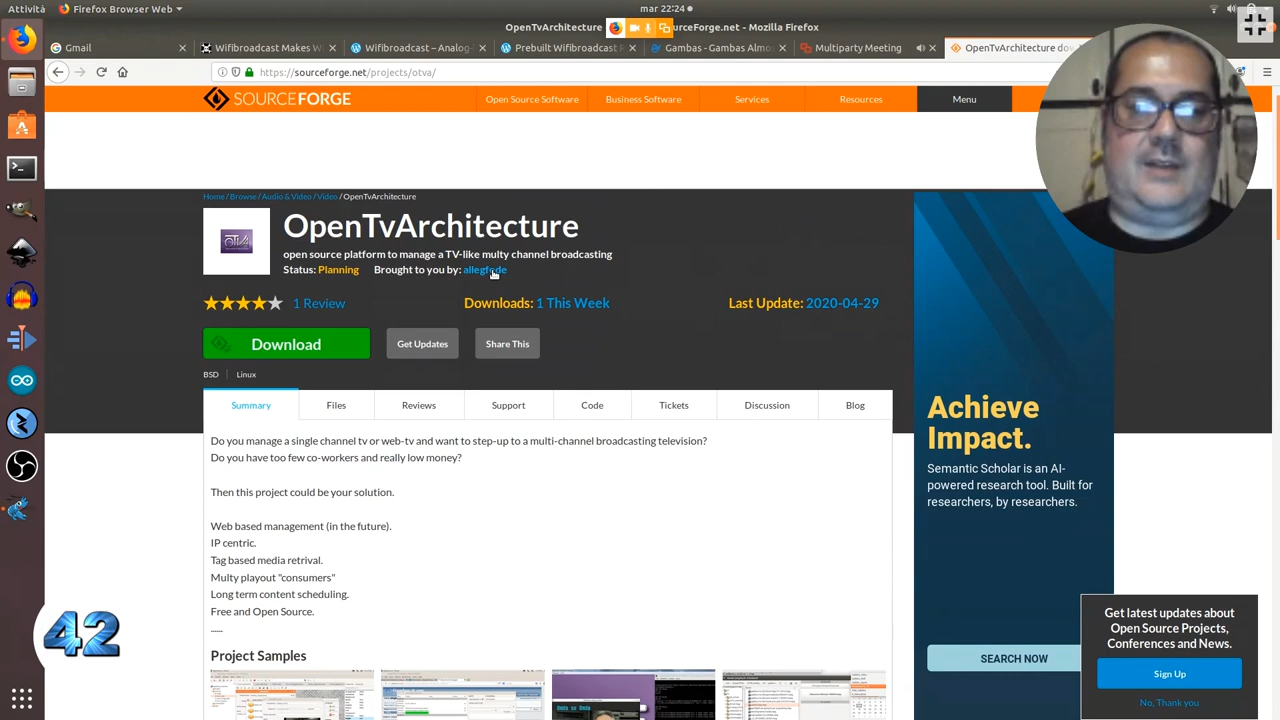 Attività
Firefox Browser Web
mar 22:24
OpenTvArchitecture
urceForge.net - Mozilla Firefox
Gmail
Wifibroadcast Makes W
Wifibroadcast – Analog-
Prebuilt Wifibroadcast R
Gambas - Gambas Almos
Multiparty Meeting
OpenTvArchitecture dow
https://sourceforge.net/projects/otva/
SOURCEFORGE
Open Source Software
Business Software
Services
Resources
Menu
Home / Browse / Audio & Video / Video / OpenTvArchitecture
OTVA
OpenTvArchitecture
open source platform to manage a TV-like multy channel broadcasting
Status: Planning Brought to you by: allegfede
1 Review
Downloads: 1 This Week
Last Update: 2020-04-29
Download
Get Updates
Share This
BSD
Linux
Summary
Files
Reviews
Support
Code
Tickets
Discussion
Blog
Do you manage a single channel tv or web-tv and want to step-up to a multi-channel broadcasting television?
Do you have too few co-workers and really low money?
Then this project could be your solution.
Web based management (in the future).
IP centric.
Tag based media retrival.
Multy playout "consumers"
Long term content scheduling.
Free and Open Source.
......
Project Samples
Achieve
Impact.
Semantic Scholar is an AI-
powered research tool. Built for
researchers, by researchers.
SEARCH NOW
Get latest updates about
Open Source Projects,
Conferences and News.
Sign Up
No, Thank you
42